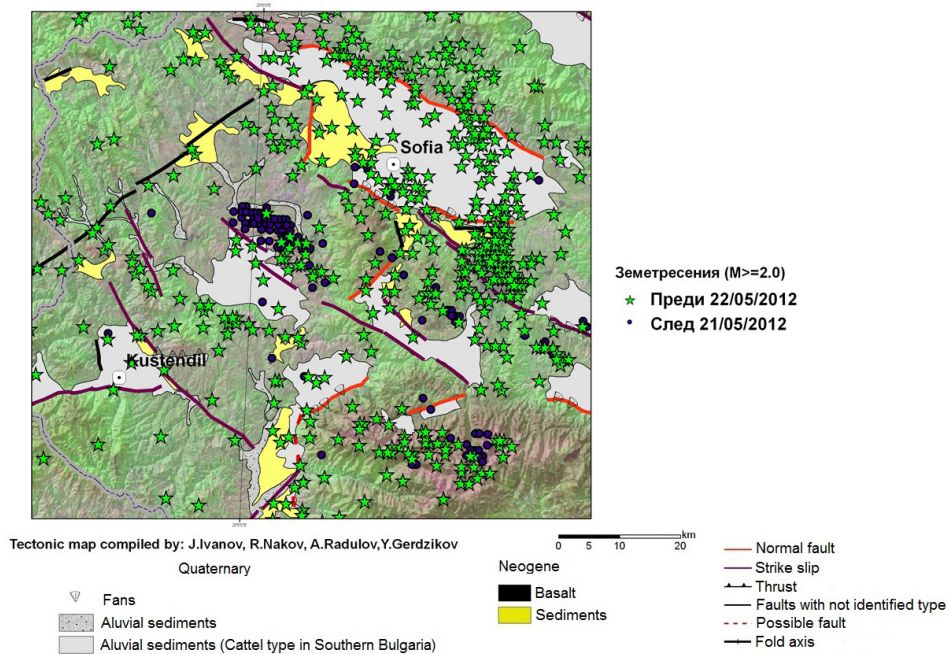 Sofia
Kustendil
Земетресения (M>=2.0)
Преди 22/05/2012
След 21/05/2012
Tectonic map compiled by: J.Ivanov, R.Nakov, A.Radulov,Y.Gerdzikov
0 5 10 20 km
Quaternary
Fans
Aluvial sediments
Aluvial sediments (Cattel type in Southern Bulgaria)
Neogene
Basalt
Sediments
Normal fault
Strike slip
Thrust
Faults with not identified type
Possible fault
Fold axis